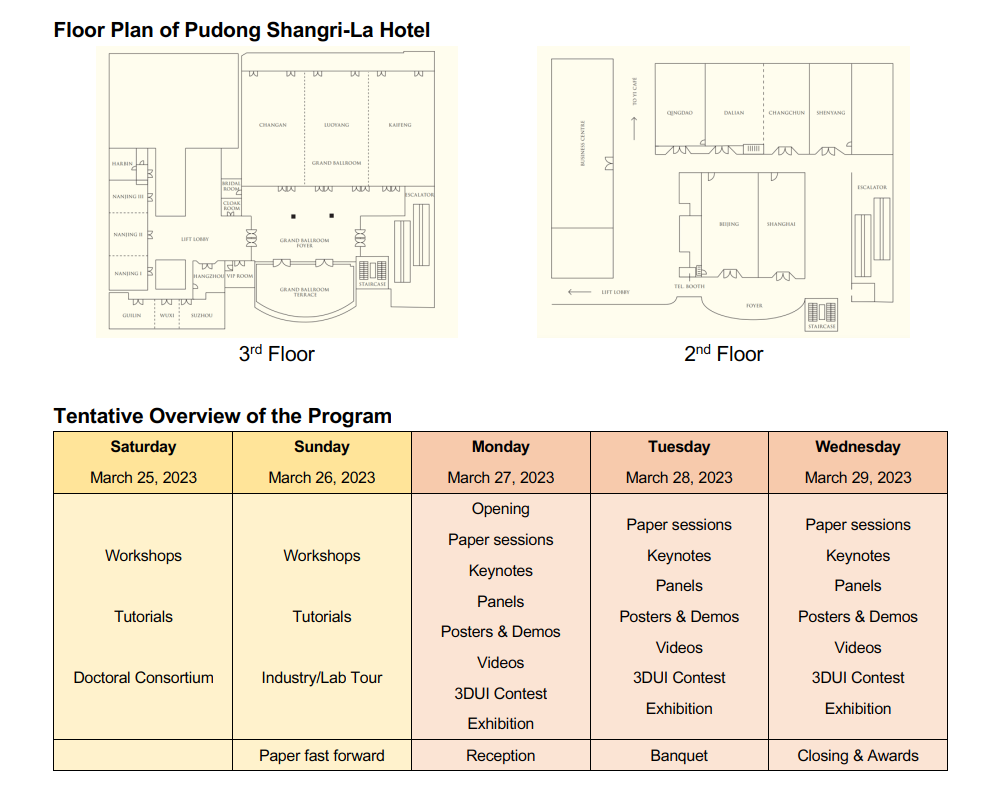 Floor Plan of Pudong Shangri-La Hotel
CHANGAN
LUOYANG
KAIFENG
GRAND BALLROOM
HARBIN
NANJING III
NANJING II
NANJING I
BRIDAL
ROOM
CLOAK
ROOM
ESCALATOR
LIFT LOBBY
GRAND BALLROOM
FOYER
HANGZHOU
VIP ROOM
GRAND BALLROOM
TERRACE
STAIRCASE
GUILIN
WUXI
SUZHOU
3rd Floor
BUSINESS CENTRE
TO YI CAFÉ
QINGDAO
DALIAN
CHANGCHUN
SHENYANG
BEIJING
SHANGHAI
ESCALATOR
TEL. BOOTH
LIFT LOBBY
FOYER
STAIRCASE
2nd Floor
Tentative Overview of the Program
Saturday
March 25, 2023
Sunday
March 26, 2023
Monday
March 27, 2023
Tuesday
March 28, 2023
Wednesday
March 29, 2023
Workshops
Tutorials
Doctoral Consortium
Workshops
Tutorials
Industry/Lab Tour
Opening
Paper sessions
Keynotes
Panels
Posters & Demos
Videos
3DUI Contest
Exhibition
Paper sessions
Keynotes
Panels
Posters & Demos
Videos
3DUI Contest
Exhibition
Paper sessions
Keynotes
Panels
Posters & Demos
Videos
3DUI Contest
Exhibition
Paper fast forward
Reception
Banquet
Closing & Awards